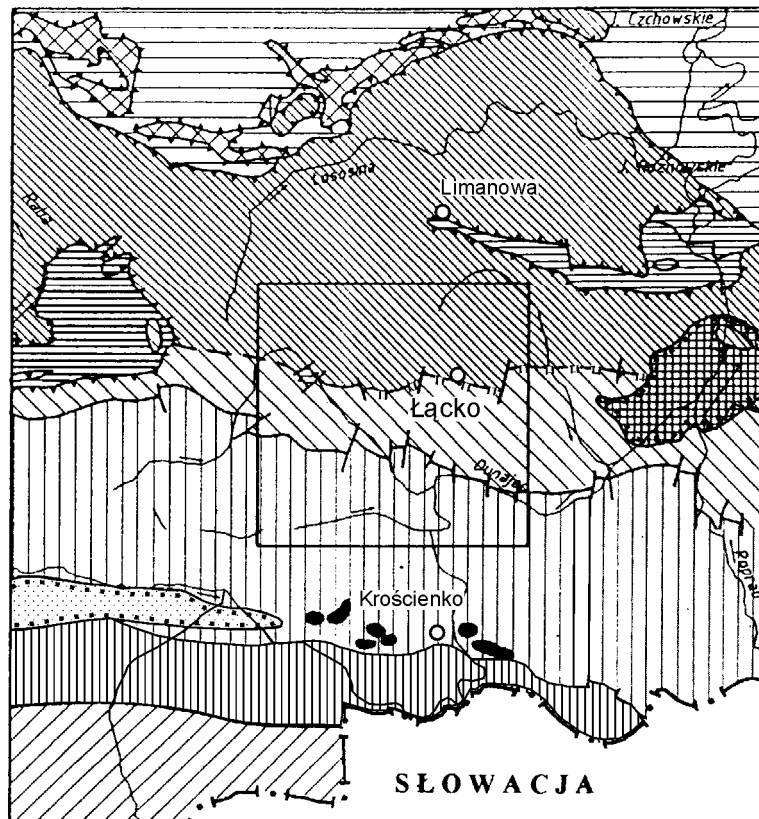 J. Czchowskie
J. Rożnowskie
Łososina
Limanowa
Raba
Łącko
Dunajec
Poprad
Krościenko
SŁOWACJA